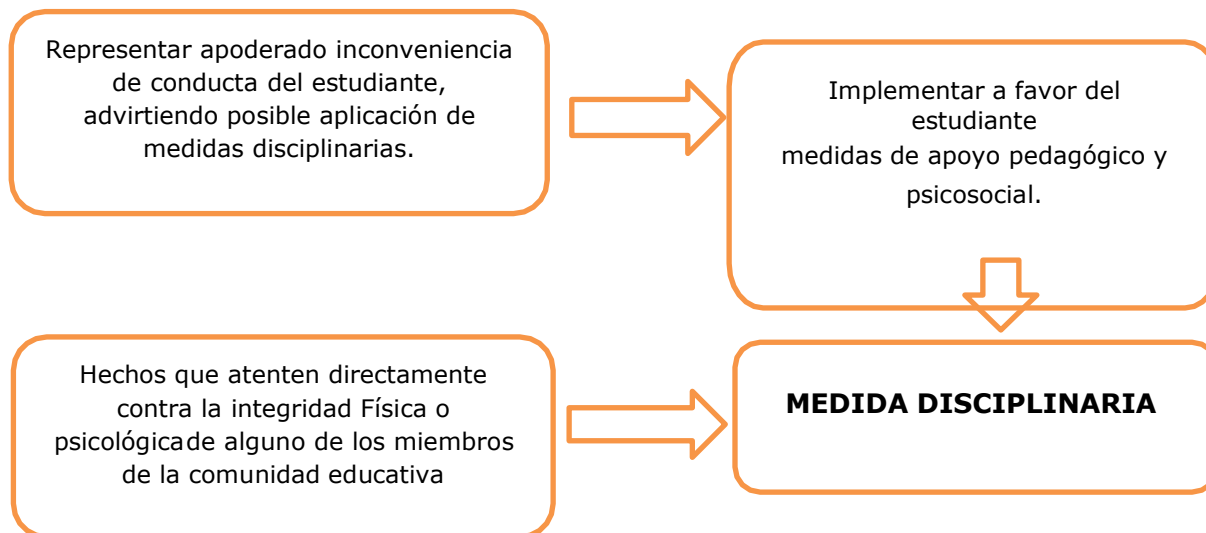 Representar apoderado inconveniencia
de conducta del estudiante,
advirtiendo posible aplicación de
medidas disciplinarias.
Implementar a favor del
estudiante
medidas de apoyo pedagógico y
psicosocial.
Hechos que atenten directamente
contra la integridad Física o
psicológicade alguno de los miembros
de la comunidad educativa
MEDIDA DISCIPLINARIA